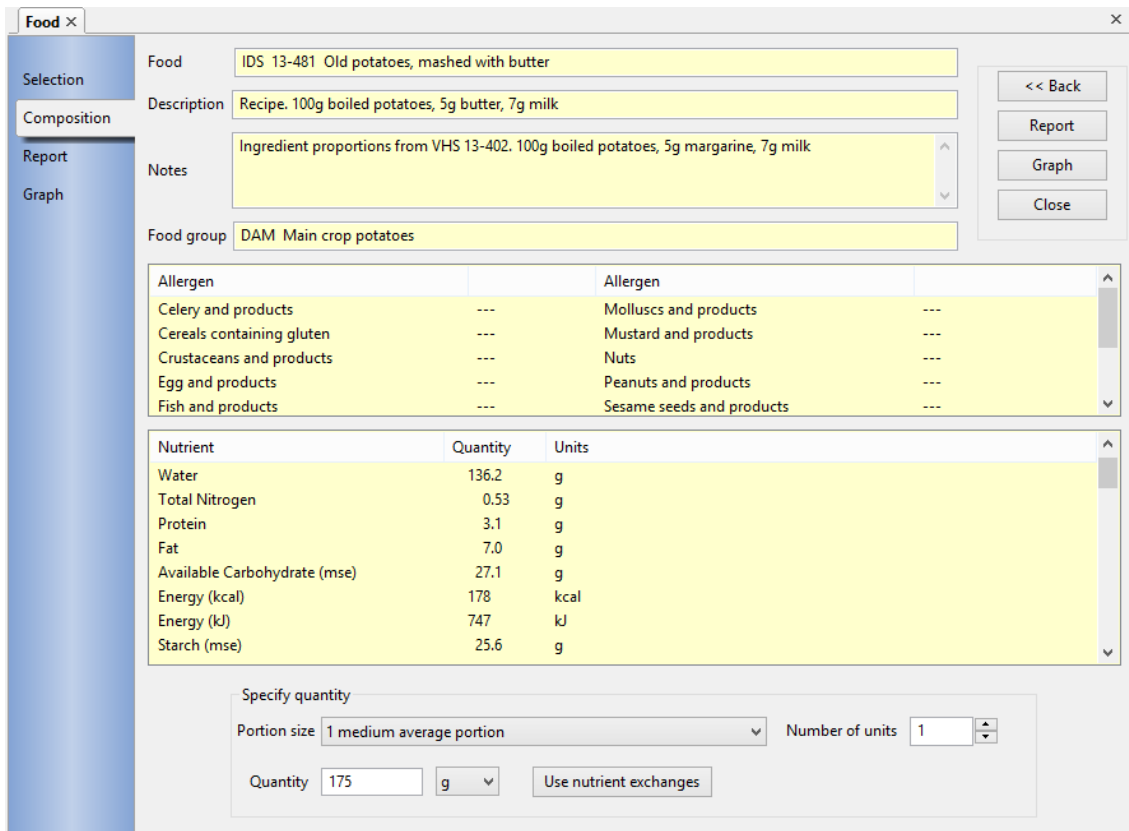 Food ×
Selection
Composition
Report
Graph
Food IDS 13-481 Old potatoes, mashed with butter
Description Recipe. 100g boiled potatoes, 5g butter, 7g milk
Notes Ingredient proportions from VHS 13-402. 100g boiled potatoes, 5g margarine, 7g milk
Food group DAM Main crop potatoes
<< Back
Report
Graph
Close
Allergen Allergen
Celery and products --- Molluscs and products ---
Cereals containing gluten --- Mustard and products ---
Crustaceans and products --- Nuts ---
Egg and products --- Peanuts and products ---
Fish and products --- Sesame seeds and products ---
Nutrient Quantity Units
Water 136.2 g
Total Nitrogen 0.53 g
Protein 3.1 g
Fat 7.0 g
Available Carbohydrate (mse) 27.1 g
Energy (kcal) 178 kcal
Energy (kJ) 747 kJ
Starch (mse) 25.6 g
Specify quantity
Portion size 1 medium average portion Number of units 1
Quantity 175 g Use nutrient exchanges